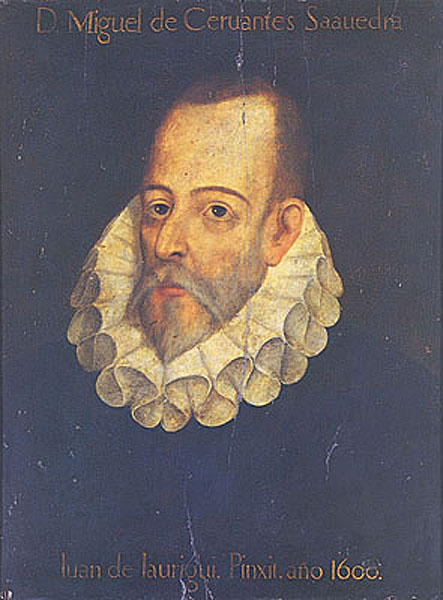 D. Miguel de Ceruantes Saauedra
Iuan de Iaurigui. Pinxit. año 1600.